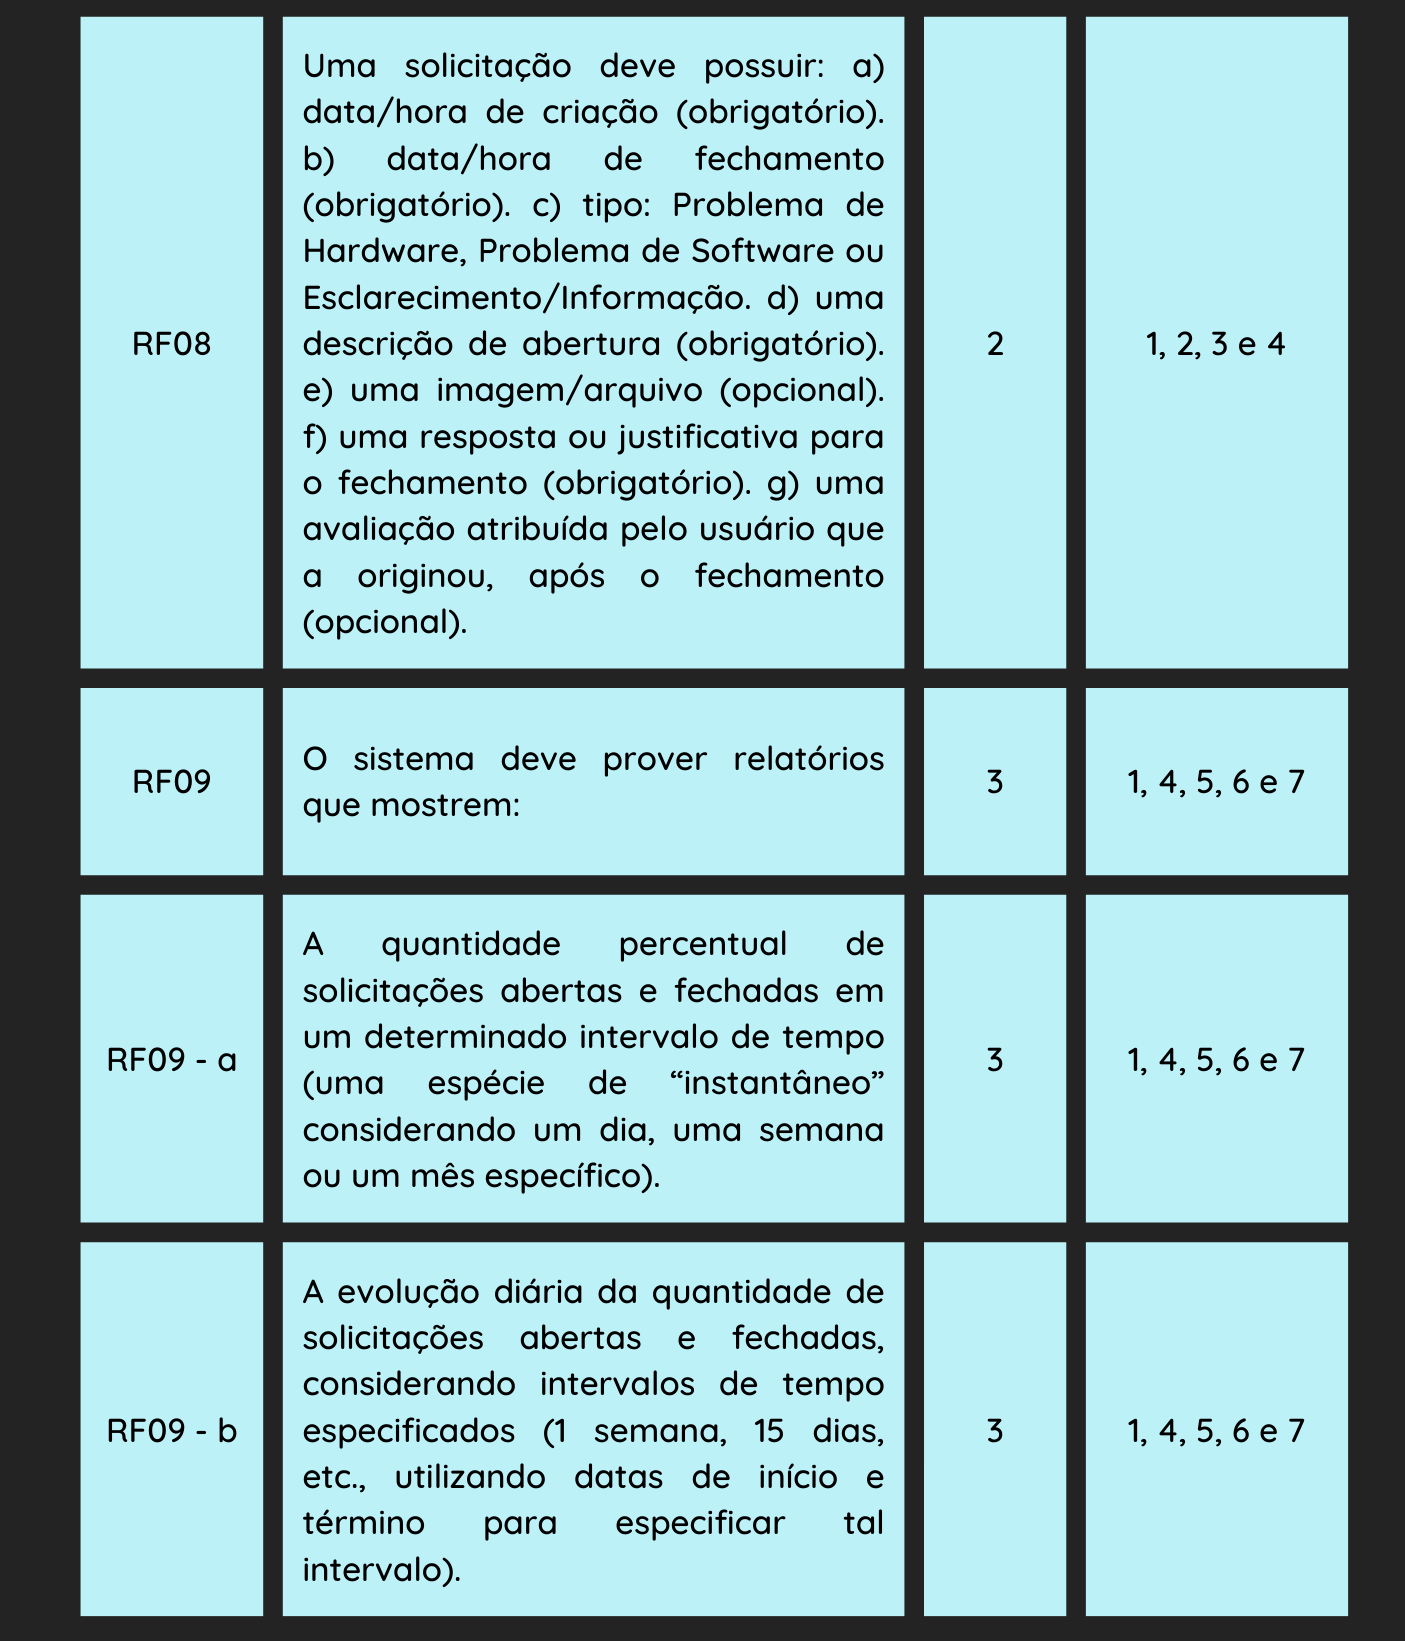 RF08
Uma solicitação deve possuir: a)
data/hora de criação (obrigatório).
b) data/hora de fechamento
(obrigatório). c) tipo: Problema de
Hardware, Problema de Software ou
Esclarecimento/Informação. d) uma
descrição de abertura (obrigatório).
e) uma imagem/arquivo (opcional).
f) uma resposta ou justificativa para
o fechamento (obrigatório). g) uma
avaliação atribuída pelo usuário que
a originou, após o fechamento
(opcional).
2
1, 2, 3 e 4
RF09
O sistema deve prover relatórios
que mostrem:
3
1, 4, 5, 6 e 7
RF09 - a
A quantidade percentual de
solicitações abertas e fechadas em
um determinado intervalo de tempo
(uma espécie de “instantâneo”
considerando um dia, uma semana
ou um mês específico).
3
1, 4, 5, 6 e 7
RF09 - b
A evolução diária da quantidade de
solicitações abertas e fechadas,
considerando intervalos de tempo
especificados (1 semana, 15 dias,
etc., utilizando datas de início e
término para especificar tal
intervalo).
3
1, 4, 5, 6 e 7